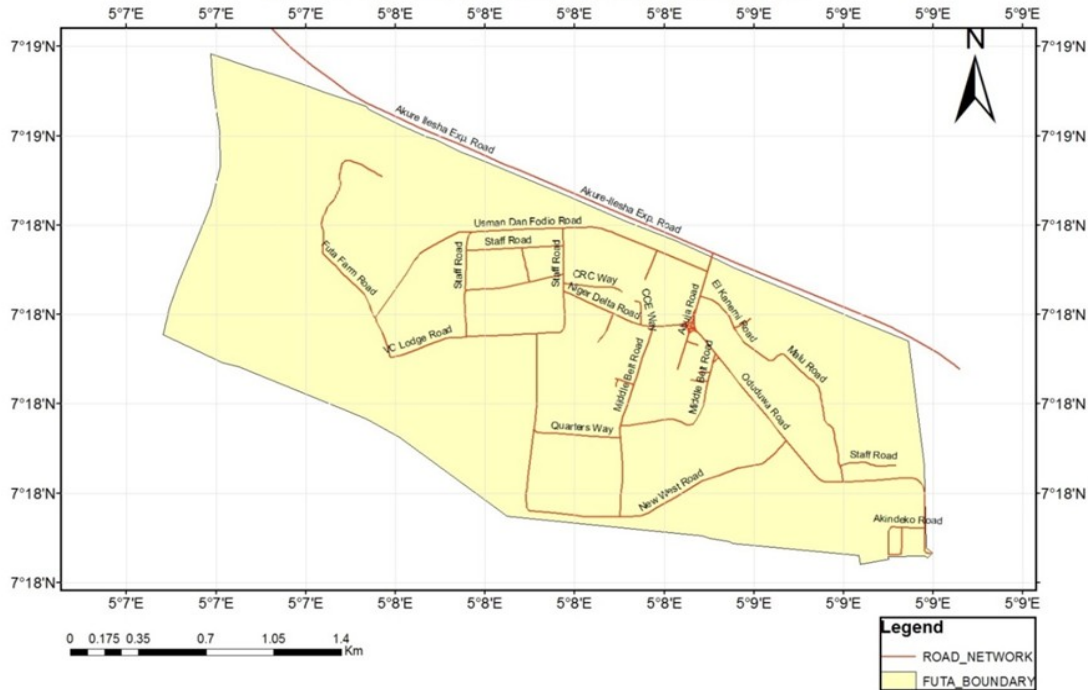 5°7'E 5°7'E 5°7'E 5°8'E 5°8'E 5°8'E 5°8'E 5°9'E 5°9'E 5°9'E 5°9'E
N
7°19'N 7°19'N
7°19'N 7°19'N
7°18'N 7°18'N
7°18'N 7°18'N
7°18'N 7°18'N
7°18'N 7°18'N
7°18'N 7°18'N
Akure Ilesha Exp. Road
Akure-Ilesha Exp. Road
Usman Dan Fodio Road
Staff Road
Staff Road
Staff Road
Futa Farm Road
CRC Way
Niger Delta Road
CCE Way
Abuja Road
El Kanemi Road
VC Lodge Road
Malu Road
Middle Belt Road
Middle Belt Road
Oduduwa Road
Quarters Way
Staff Road
New West Road
Akindeko Road
5°7'E 5°7'E 5°7'E 5°8'E 5°8'E 5°8'E 5°8'E 5°9'E 5°9'E 5°9'E 5°9'E
0 0.175 0.35 0.7 1.05 1.4
Km
Legend
ROAD_NETWORK
FUTA_BOUNDARY